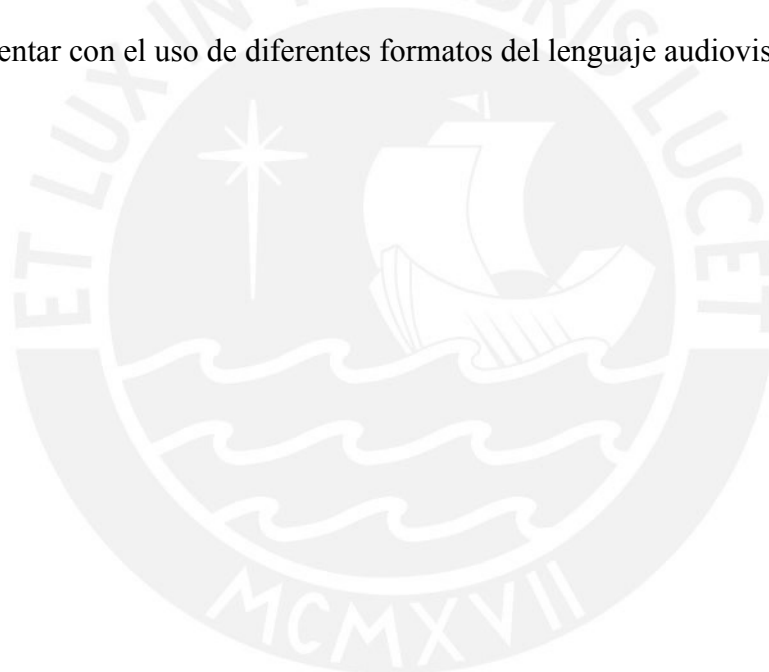 entar con el uso de diferentes formatos del lenguaje audiovis
ET LUX IN LUCET
MCMXVII